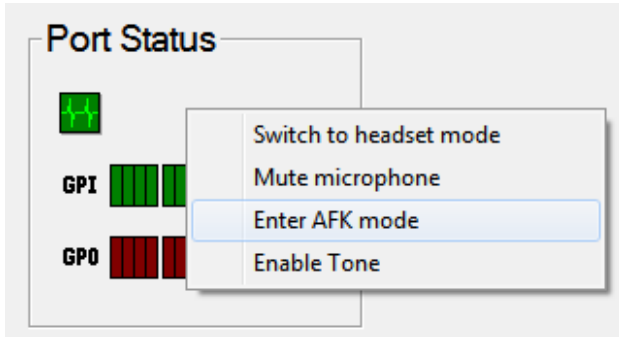 Port Status
Switch to headset mode
GPI
Mute microphone
Enter AFK mode
GPO
Enable Tone